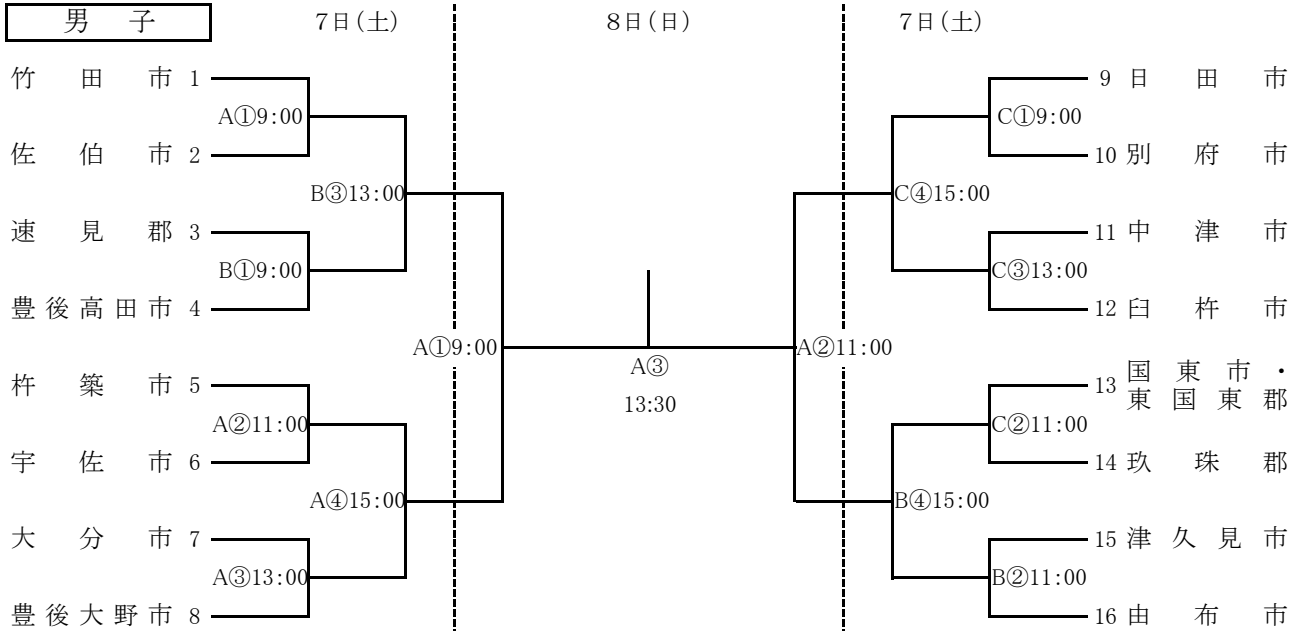 男 子 7日(土) 8日(日) 7日(土)
竹田市 1 9 日田市
A①9:00 C①9:00
佐伯市 2 10 別府市
B③13:00 C④15:00
速見郡 3 11 中津市
B①9:00 C③13:00
豊後高田市 4 12 臼杵市
A①9:00 A②11:00
A③
13:30
杵築市 5 13 国東市・
東国東郡
A②11:00 C②11:00
宇佐市 6 14 玖珠郡
A④15:00 B④15:00
大分市 7 15 津久見市
A③13:00 B②11:00
豊後大野市 8 16 由布市